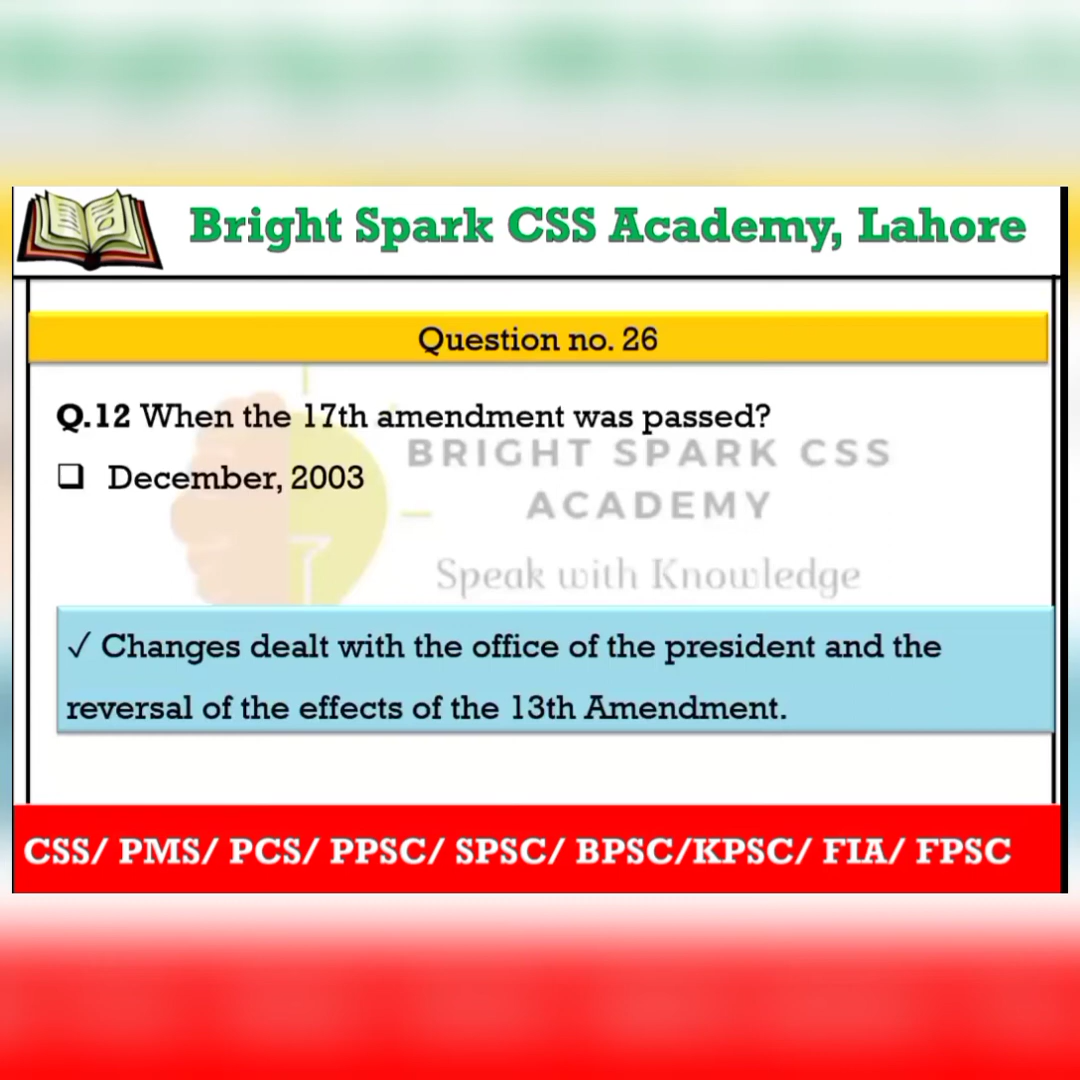 Bright Spark CSS Academy, Lahore
Question no. 26
Q.12 When the 17th amendment was passed?
BRIGHT SPARK CSS
❑ December, 2003
ACADEMY
Speak with Knowledge
✓ Changes dealt with the office of the president and the
reversal of the effects of the 13th Amendment.
CSS/ PMS/ PCS/ PPSC/ SPSC/ BPSC/KPSC/ FIA/ FPSC